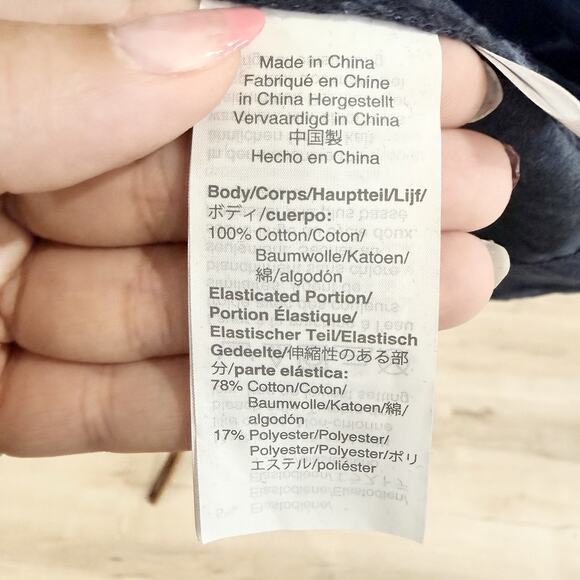 Made in China
Fabriqué en Chine
in China Hergestellt
Vervaardigd in China
中国製
Hecho en China
Body/Corps/Hauptteil/Lijf/
ボディ/cuerpo:
100% Cotton/Coton/
Baumwolle/Katoen/
綿/algodón
Elasticated Portion/
Portion Élastique/
Elastischer Teil/Elastisch
Gedeelte/伸縮性のある部
分/parte elástica:
78% Cotton/Coton/
Baumwolle/Katoen/綿/
algodón
17% Polyester/Polyester/
Polyester/Polyester/ポリ
エステル/poliéster